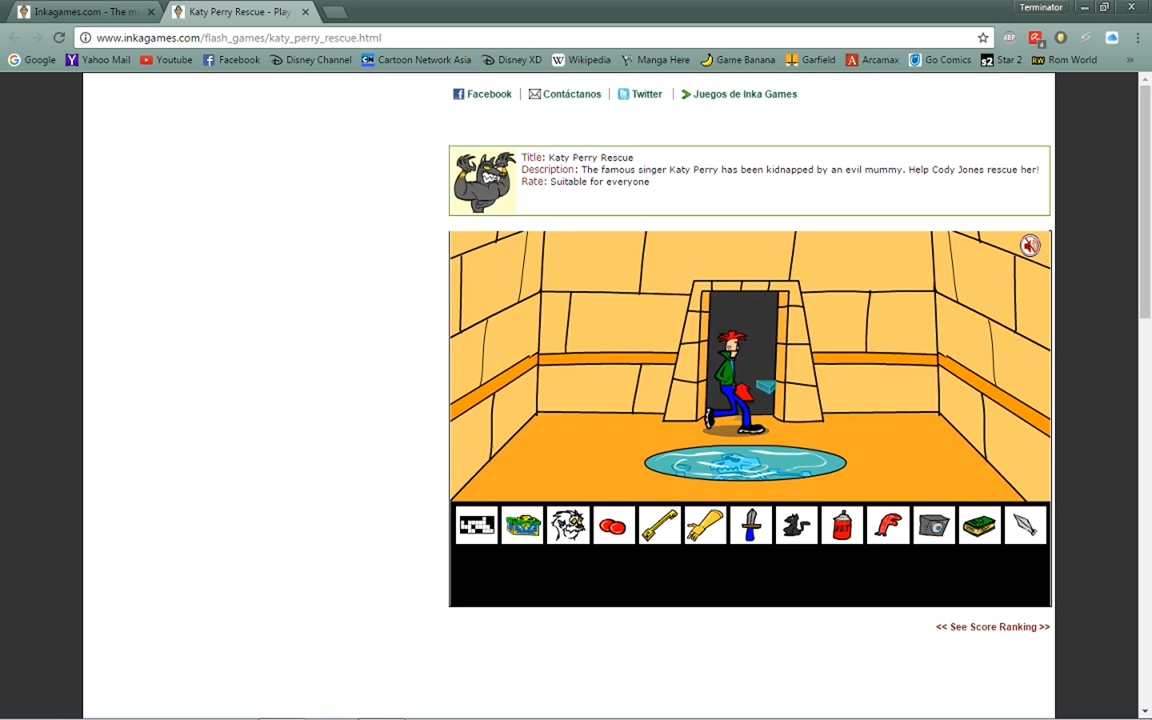 Terminator
Inkagames.com - The m
Katy Perry Rescue - Play
www.inkagames.com/flash_games/katy_perry_rescue.html
ABP
4
Google Yahoo Mail Youtube Facebook Disney Channel Cartoon Network Asia Disney XD Wikipedia Manga Here Game Banana Garfield Arcamax Go Comics Star 2 Rom World
Facebook | Contáctanos | Twitter | Juegos de Inka Games
Title: Katy Perry Rescue
Description: The famous singer Katy Perry has been kidnapped by an evil mummy. Help Cody Jones rescue her!
Rate: Suitable for everyone
<< See Score Ranking >>